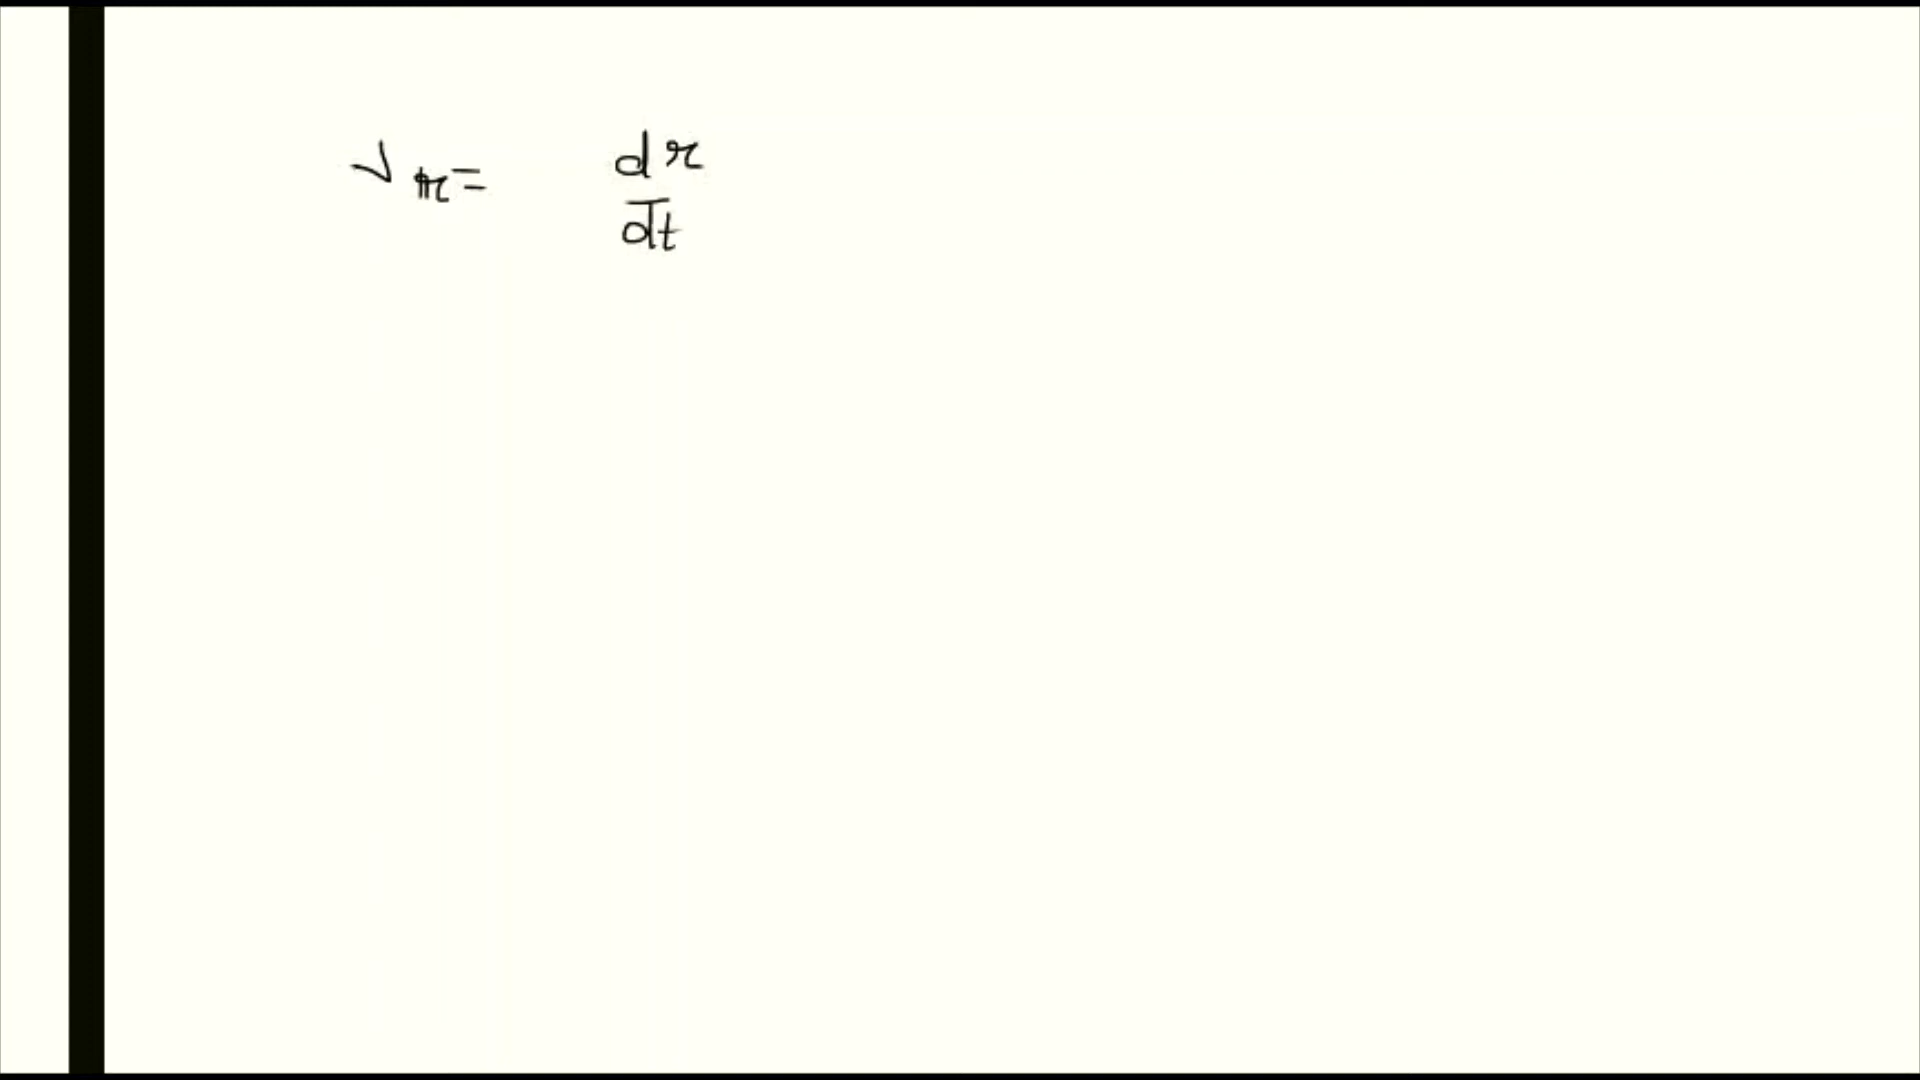 v r = dr
dt